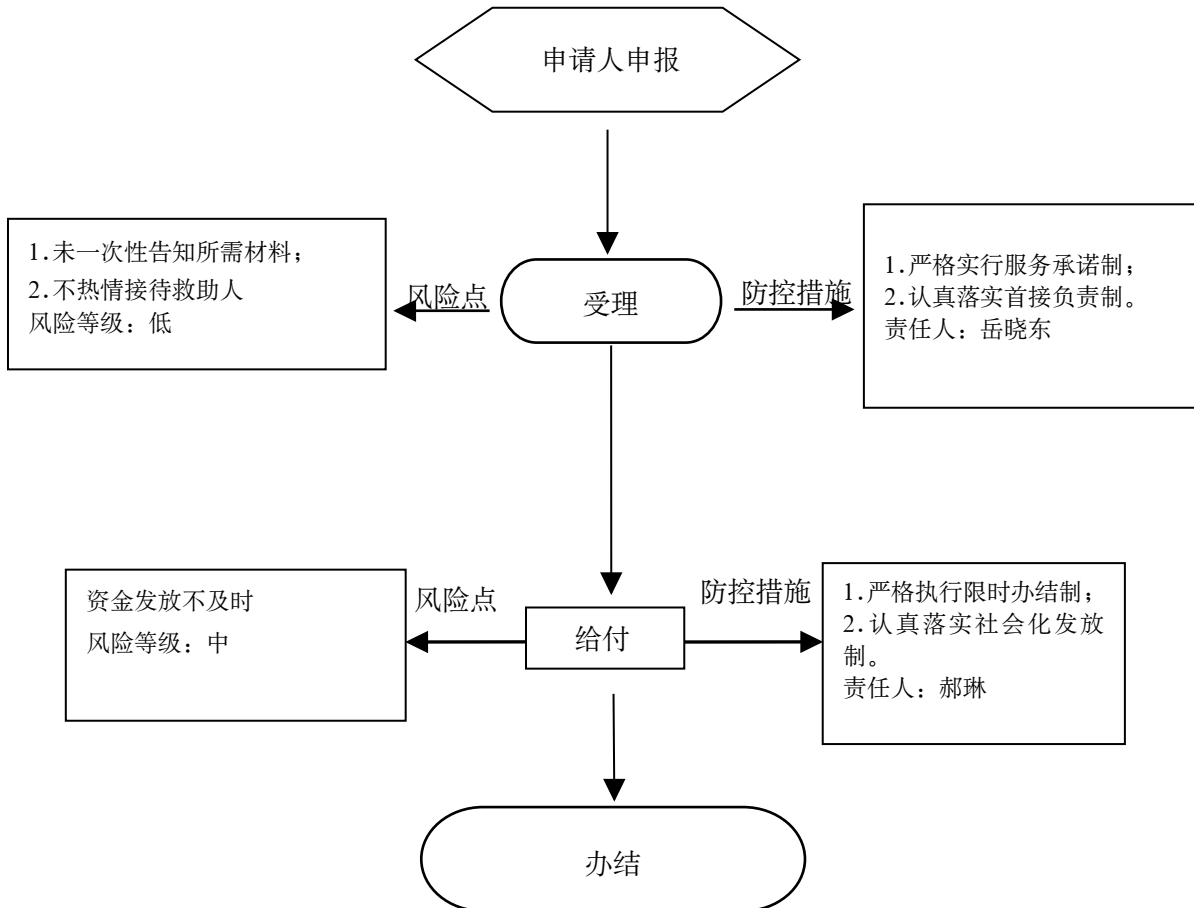 申请人申报
1.未一次性告知所需材料；
2.不热情接待救助人
风险等级：低
风险点
受理
防控措施
1.严格实行服务承诺制；
2.认真落实首接负责制。
责任人：岳晓东
资金发放不及时
风险等级：中
风险点
给付
防控措施
1.严格执行限时办结制；
2.认真落实社会化发放
制。
责任人：郝琳
办结